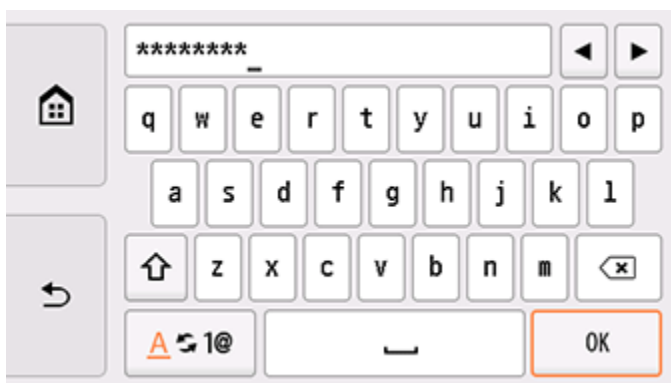 ********_
q w e r t y u i o p
a s d f g h j k l
z x c v b n m
A 1@ OK